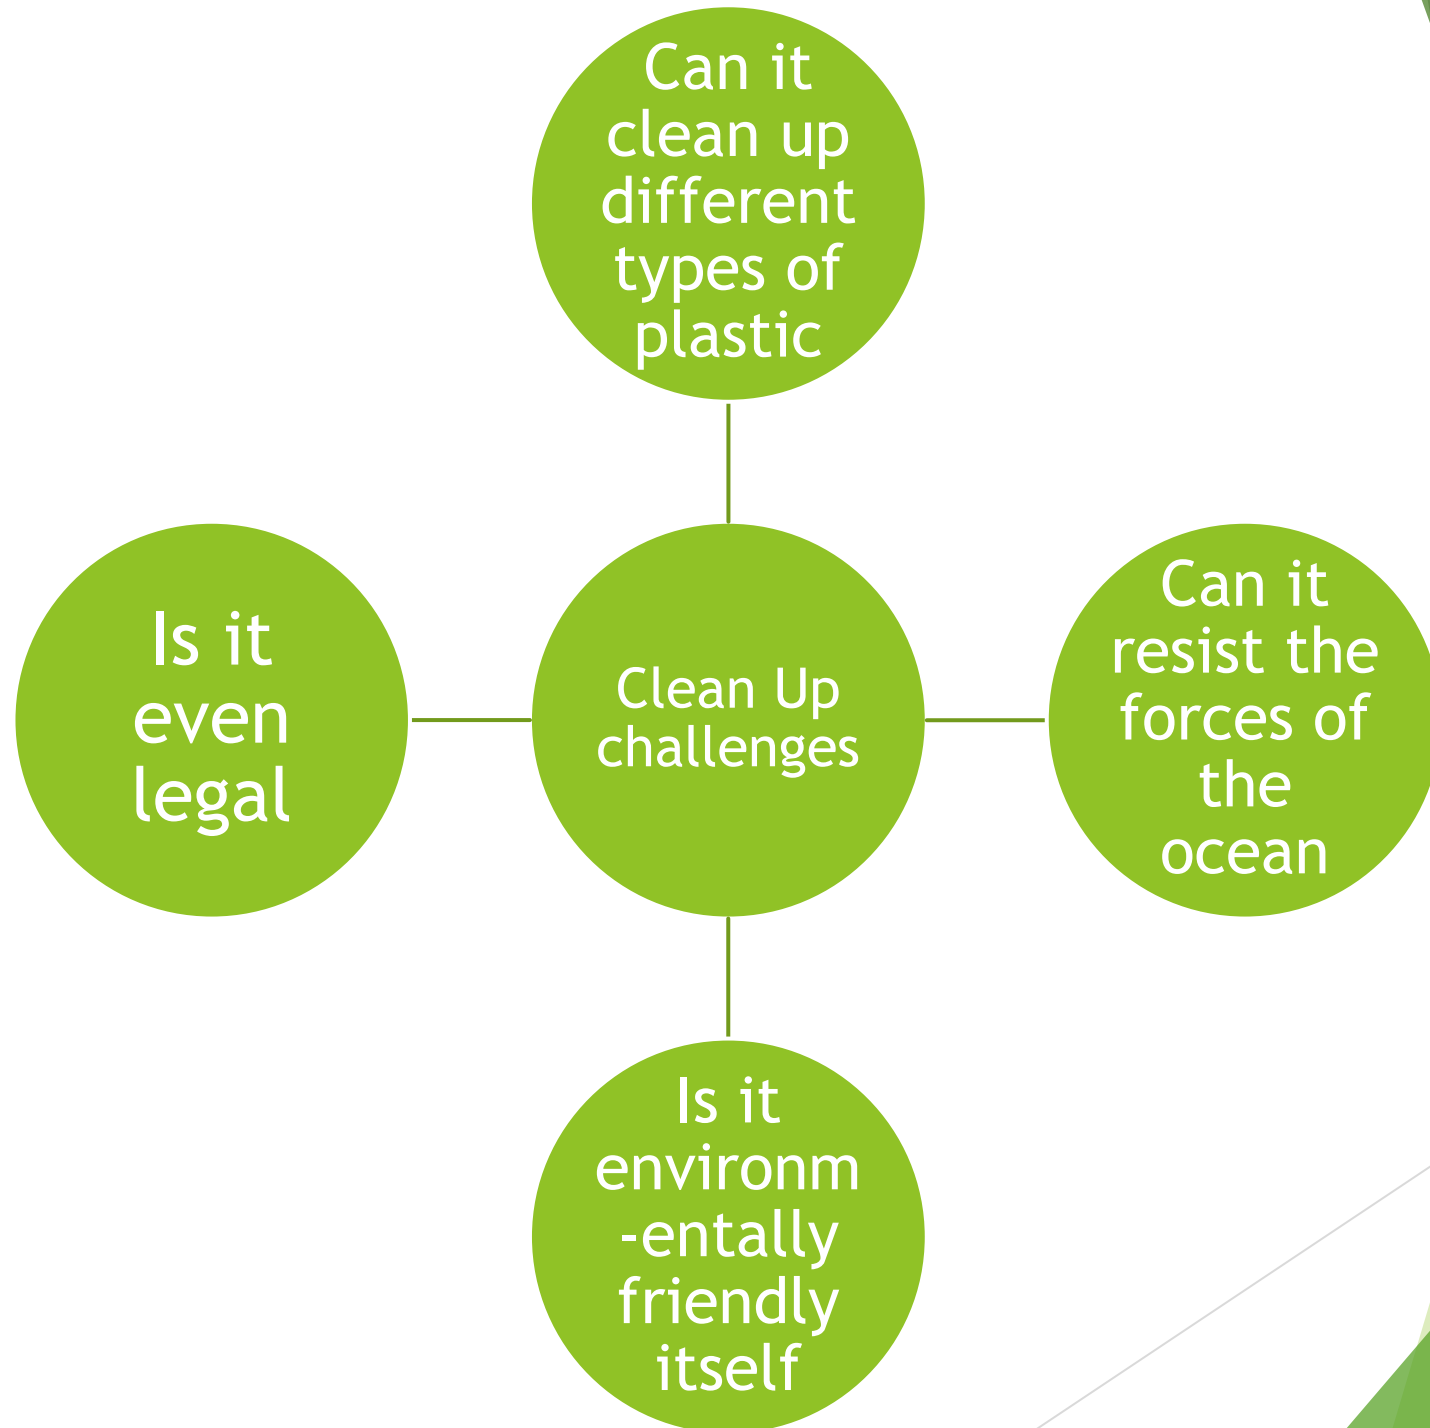 Can it
clean up
different
types of
plastic
Is it
even
legal
Clean Up
challenges
Can it
resist the
forces of
the
ocean
Is it
environm
-entally
friendly
itself